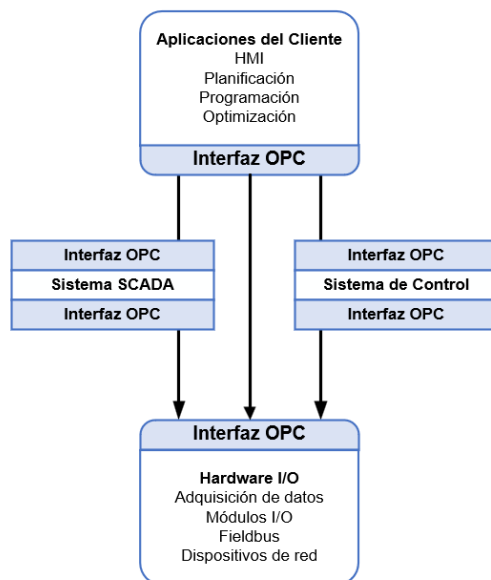 Aplicaciones del Cliente
HMI
Planificación
Programación
Optimización
Interfaz OPC
Interfaz OPC
Sistema SCADA
Interfaz OPC
Interfaz OPC
Sistema de Control
Interfaz OPC
Interfaz OPC
Hardware I/O
Adquisición de datos
Módulos I/O
Fieldbus
Dispositivos de red